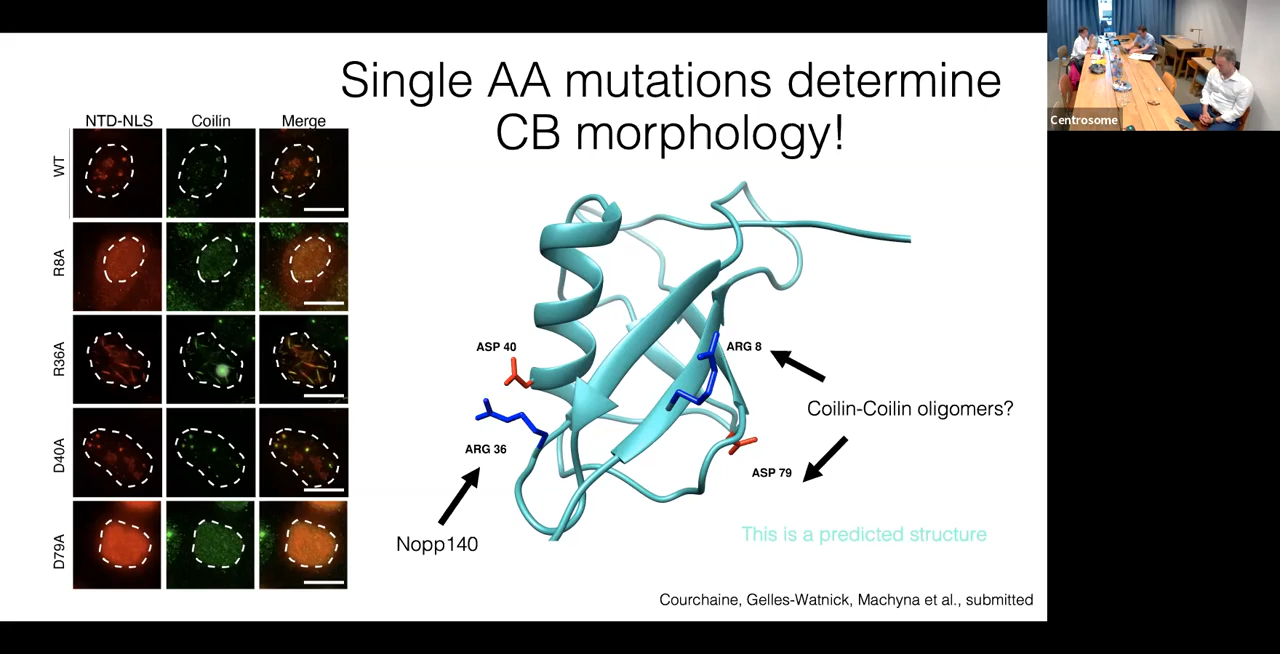 Single AA mutations determine
CB morphology!
NTD-NLS
Coilin
Merge
WT
R8A
R36A
D40A
D79A
ASP 40
ARG 36
ARG 8
ASP 79
Coilin-Coilin oligomers?
Nopp140
This is a predicted structure
Courchaine, Gelles-Watnick, Machyna et al., submitted
Centrosome